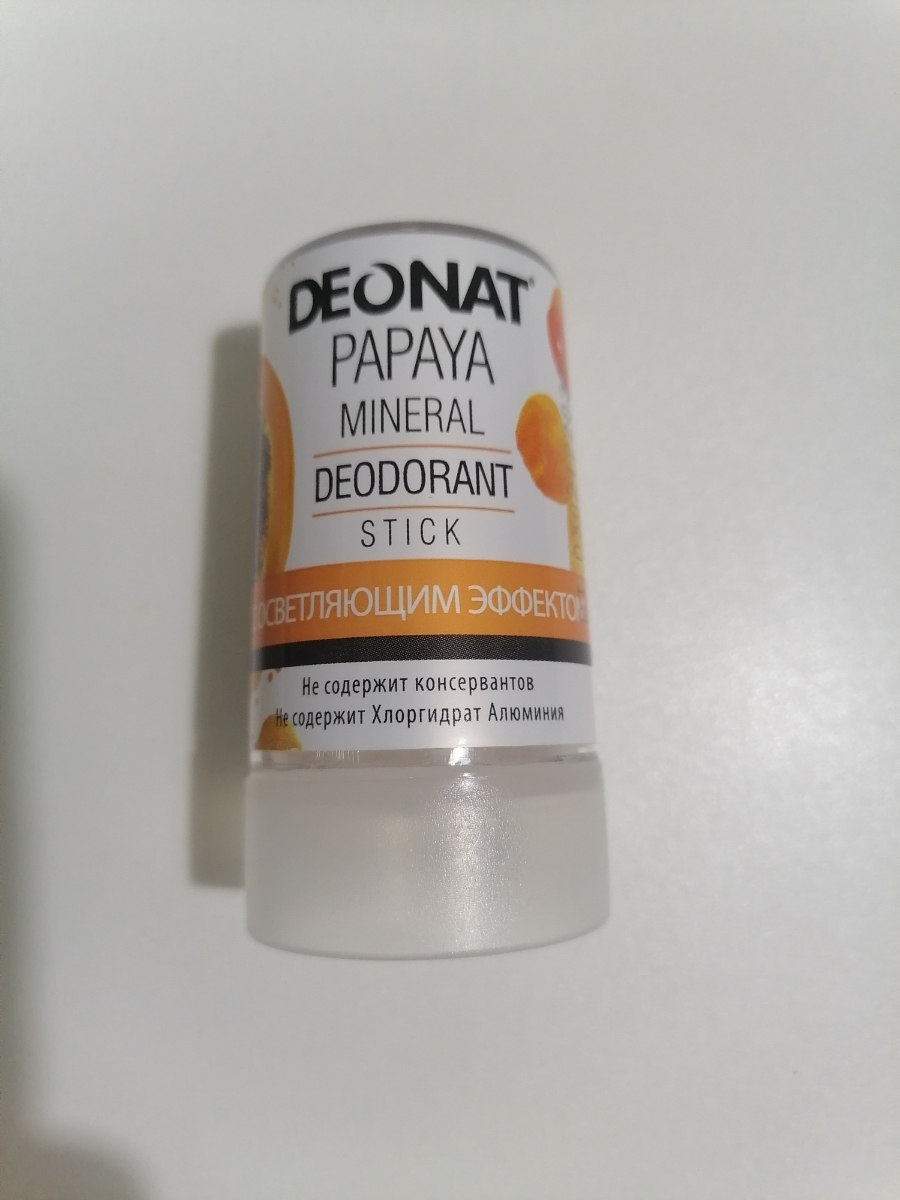 DEONAT®
PAPAYA
MINERAL
DEODORANT
STICK
ОСВЕТЛЯЮЩИМ ЭФФЕКТОМ
Не содержит консервантов
Не содержит Хлоргидрат Алюминия